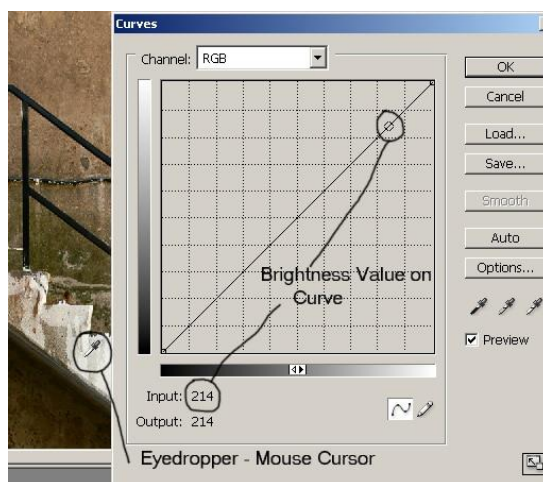 Curves
Channel: RGB
OK
Cancel
Load...
Save...
Smooth
Auto
Options...
Preview
Brightness Value on
Curve
Input: 214
Output: 214
Eyedropper - Mouse Cursor